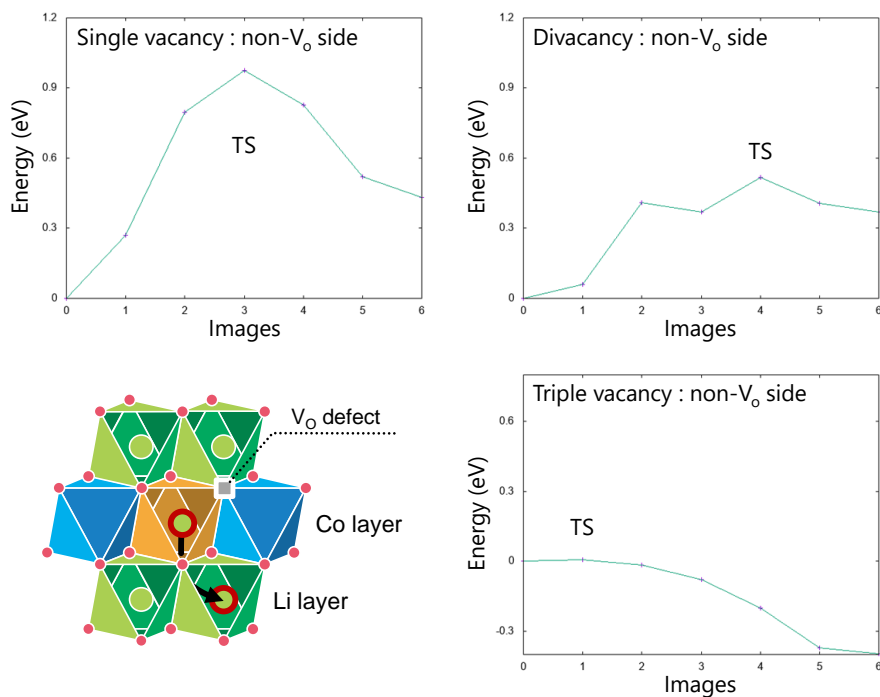 Single vacancy : non-Vo side
1.2
0.9
0.6
0.3
0
Energy (eV)
TS
0 1 2 3 4 5 6
Images
Divacancy : non-Vo side
1.2
0.9
0.6
0.3
0
Energy (eV)
TS
0 1 2 3 4 5 6
Images
VO defect
Co layer
Li layer
Triple vacancy : non-Vo side
0.6
0.3
0
-0.3
Energy (eV)
TS
0 1 2 3 4 5 6
Images